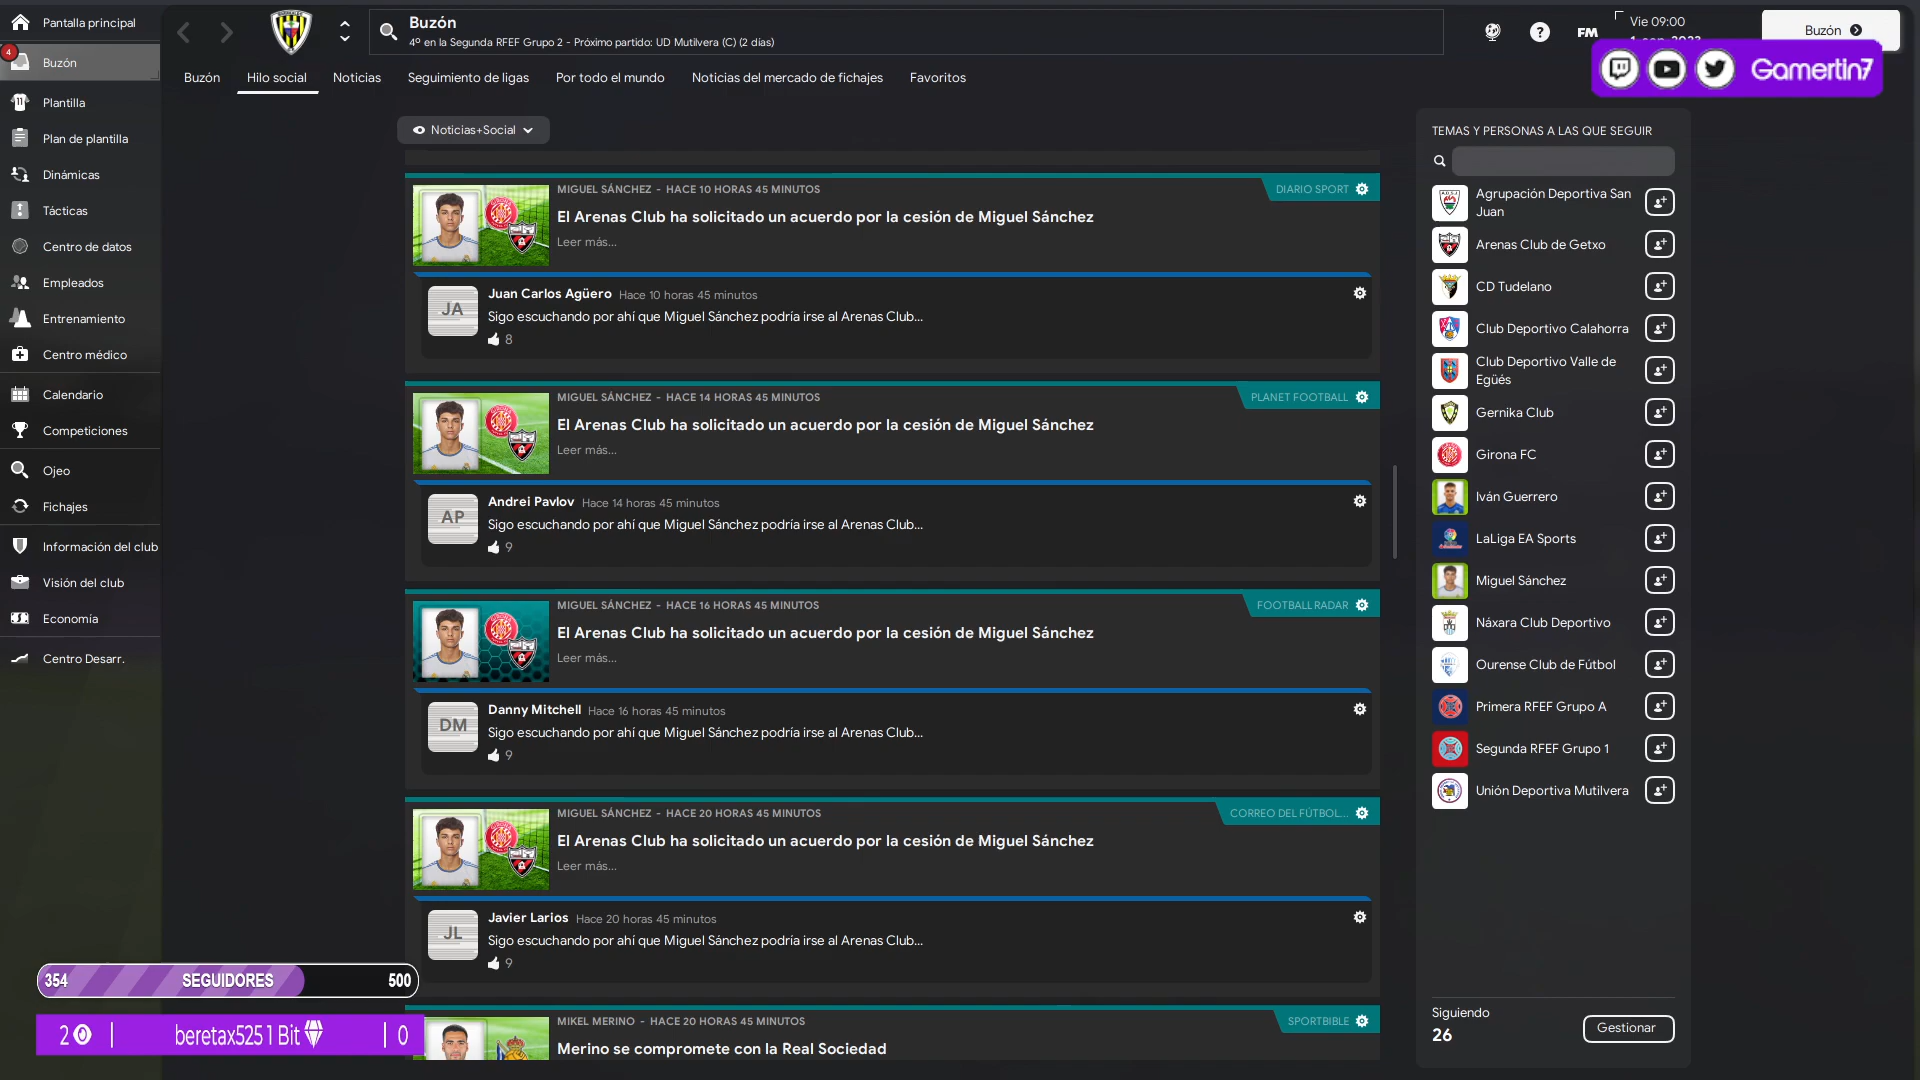 Pantalla principal
4
Buzón
Plantilla
Plan de plantilla
Dinámicas
Tácticas
Centro de datos
Empleados
Entrenamiento
Centro médico
Calendario
Competiciones
Ojeo
Fichajes
Información del club
Visión del club
Economía
Centro Desarr.
Buzón
4º en la Segunda RFEF Grupo 2 - Próximo partido: UD Mutilvera (C) (2 días)
FM
Vie 09:00
Buzón
Gamertin7
Buzón
Hilo social
Noticias
Seguimiento de ligas
Por todo el mundo
Noticias del mercado de fichajes
Favoritos
Noticias+Social
MIGUEL SÁNCHEZ - HACE 10 HORAS 45 MINUTOS
DIARIO SPORT
El Arenas Club ha solicitado un acuerdo por la cesión de Miguel Sánchez
Leer más...
JA
Juan Carlos Agüero Hace 10 horas 45 minutos
Sigo escuchando por ahí que Miguel Sánchez podría irse al Arenas Club...
8
MIGUEL SÁNCHEZ - HACE 14 HORAS 45 MINUTOS
PLANET FOOTBALL
El Arenas Club ha solicitado un acuerdo por la cesión de Miguel Sánchez
Leer más...
AP
Andrei Pavlov Hace 14 horas 45 minutos
Sigo escuchando por ahí que Miguel Sánchez podría irse al Arenas Club...
9
MIGUEL SÁNCHEZ - HACE 16 HORAS 45 MINUTOS
FOOTBALL RADAR
El Arenas Club ha solicitado un acuerdo por la cesión de Miguel Sánchez
Leer más...
DM
Danny Mitchell Hace 16 horas 45 minutos
Sigo escuchando por ahí que Miguel Sánchez podría irse al Arenas Club...
9
MIGUEL SÁNCHEZ - HACE 20 HORAS 45 MINUTOS
CORREO DEL FÚTBOL...
El Arenas Club ha solicitado un acuerdo por la cesión de Miguel Sánchez
Leer más...
JL
Javier Larios Hace 20 horas 45 minutos
Sigo escuchando por ahí que Miguel Sánchez podría irse al Arenas Club...
9
MIKEL MERINO - HACE 20 HORAS 45 MINUTOS
SPORTBIBLE
Merino se compromete con la Real Sociedad
TEMAS Y PERSONAS A LAS QUE SEGUIR
Agrupación Deportiva San
Juan
Arenas Club de Getxo
CD Tudelano
Club Deportivo Calahorra
Club Deportivo Valle de
Egüés
Gernika Club
Girona FC
Iván Guerrero
LaLiga EA Sports
Miguel Sánchez
Náxara Club Deportivo
Ourense Club de Fútbol
Primera RFEF Grupo A
Segunda RFEF Grupo 1
Unión Deportiva Mutilvera
Siguiendo
26
Gestionar
354 SEGUIDORES 500
2 | beretax525 1 Bit | 0